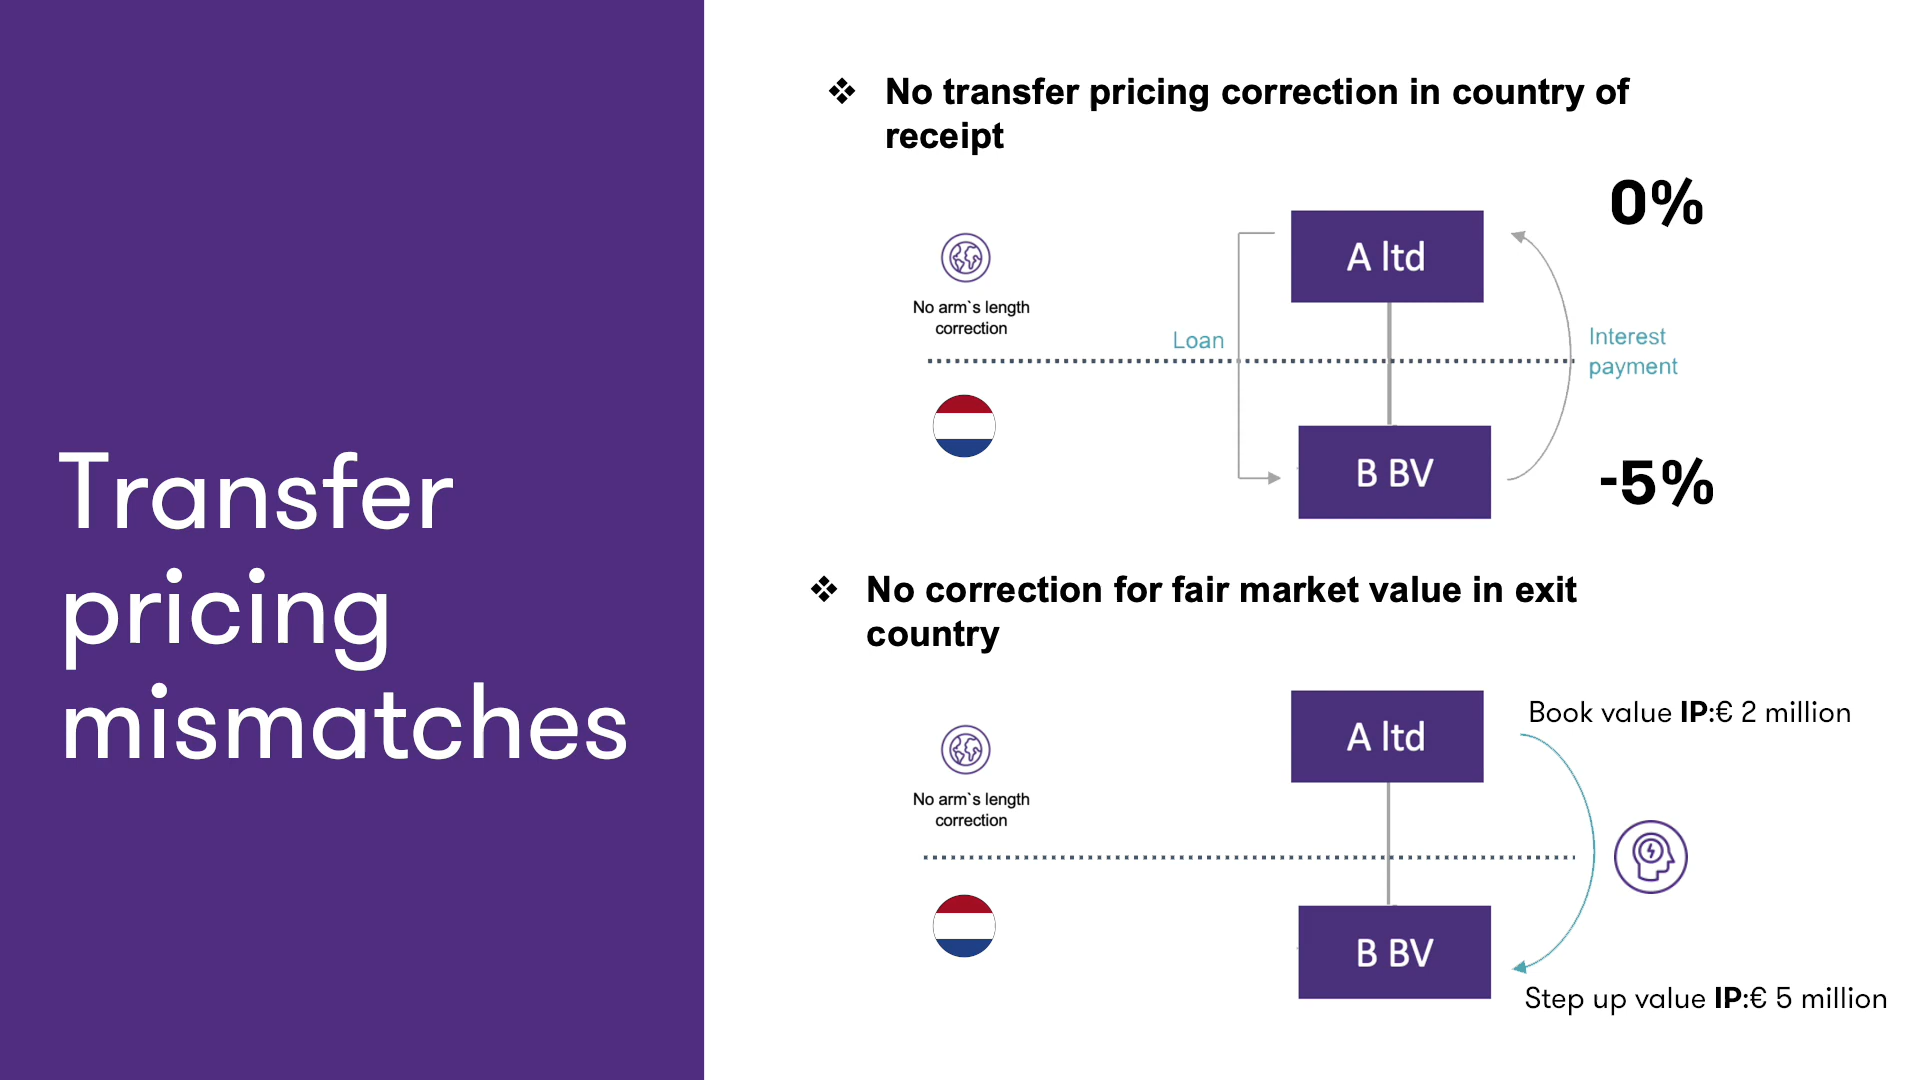 Transfer
pricing
mismatches
❖ No transfer pricing correction in country of
receipt
0%
A ltd
No arm`s length
correction
Loan
Interest
payment
B BV
-5%
❖ No correction for fair market value in exit
country
Book value IP:€ 2 million
A ltd
No arm`s length
correction
B BV
Step up value IP:€ 5 million